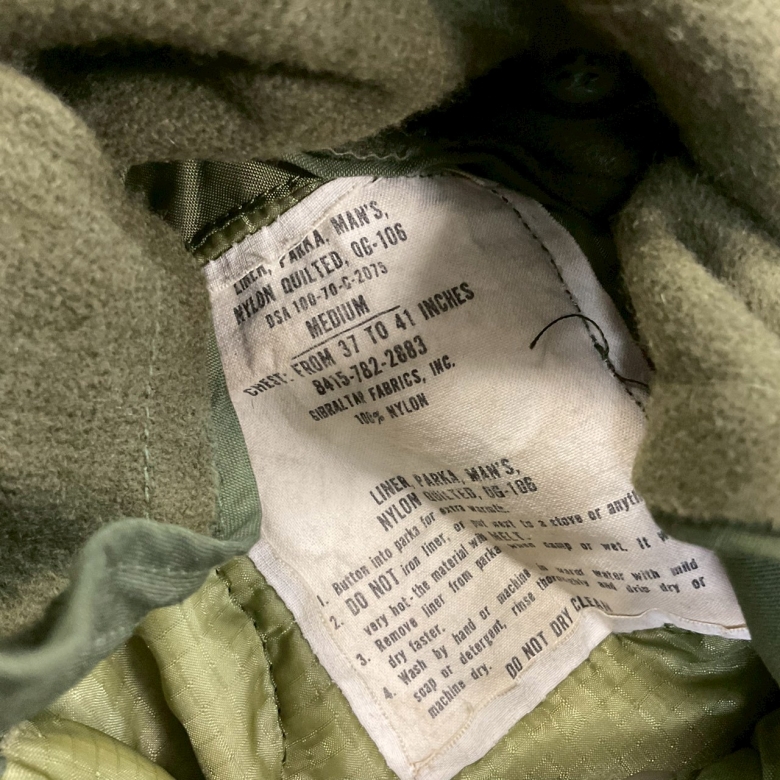 LINER, PARKA, MAN'S,
NYLON QUILTED, OG-106
DSA 100-70-C-2075
MEDIUM
CHEST: FROM 37 TO 41 INCHES
8415-782-2883
GIBRALTAR FABRICS, INC.
100% NYLON
LINER, PARKA, MAN'S,
NYLON QUILTED, OG-106
1. Button into parka for extra warmth.
2. DO NOT iron liner, or put next to a stove or anyth
very hot-the material will MELT.
3. Remove liner from parka damp or wet. It w
dry faster.
4. Wash by hand or machine in warm water with mild
soap or detergent, rinse thoroughly and drip dry or
machine dry.
DO NOT DRY CLEAN